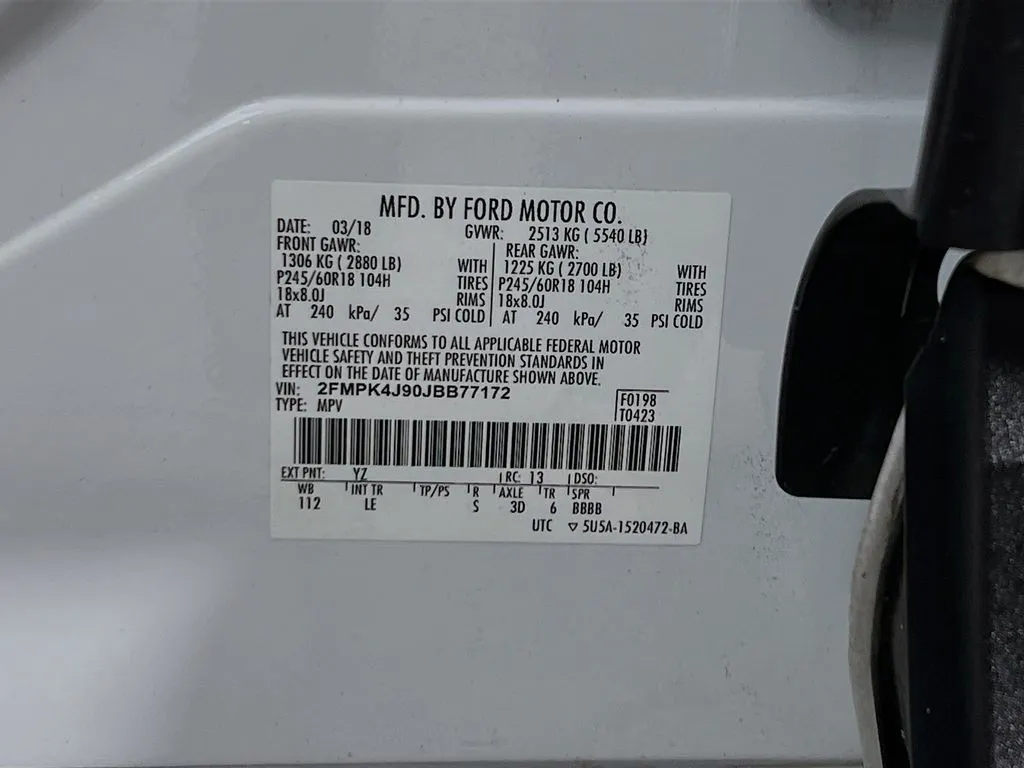 MFD. BY FORD MOTOR CO.
DATE: 03/18 GVWR: 2513 KG ( 5540 LB)
FRONT GAWR: REAR GAWR:
1306 KG ( 2880 LB) WITH 1225 KG ( 2700 LB) WITH
P245/60R18 104H TIRES P245/60R18 104H TIRES
18x8.0J RIMS 18x8.0J RIMS
AT 240 kPa/ 35 PSI COLD AT 240 kPa/ 35 PSI COLD
THIS VEHICLE CONFORMS TO ALL APPLICABLE FEDERAL MOTOR
VEHICLE SAFETY AND THEFT PREVENTION STANDARDS IN
EFFECT ON THE DATE OF MANUFACTURE SHOWN ABOVE.
VIN: 2FMPK4J90JBB77172 F0198
TYPE: MPV T0423
EXT PNT: YZ RC: 13 DSO:
WB INT TR TP/PS R AXLE TR SPR
112 LE S 3D 6 BBBB
UTC ▽ 5U5A-1520472-BA